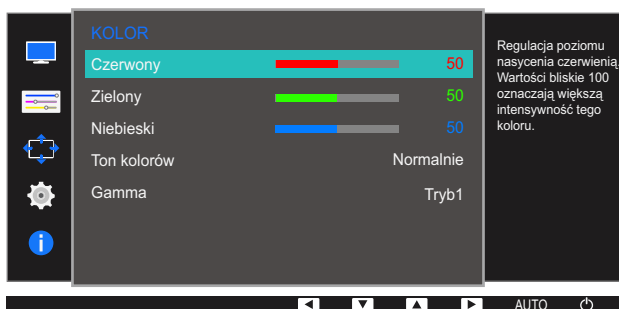 KOLOR
Czerwony 50
Zielony 50
Niebieski 50
Ton kolorów Normalnie
Gamma Tryb1
Regulacja poziomu
nasycenia czerwienią.
Wartości bliskie 100
oznaczają większą
intensywność tego
koloru.
AUTO